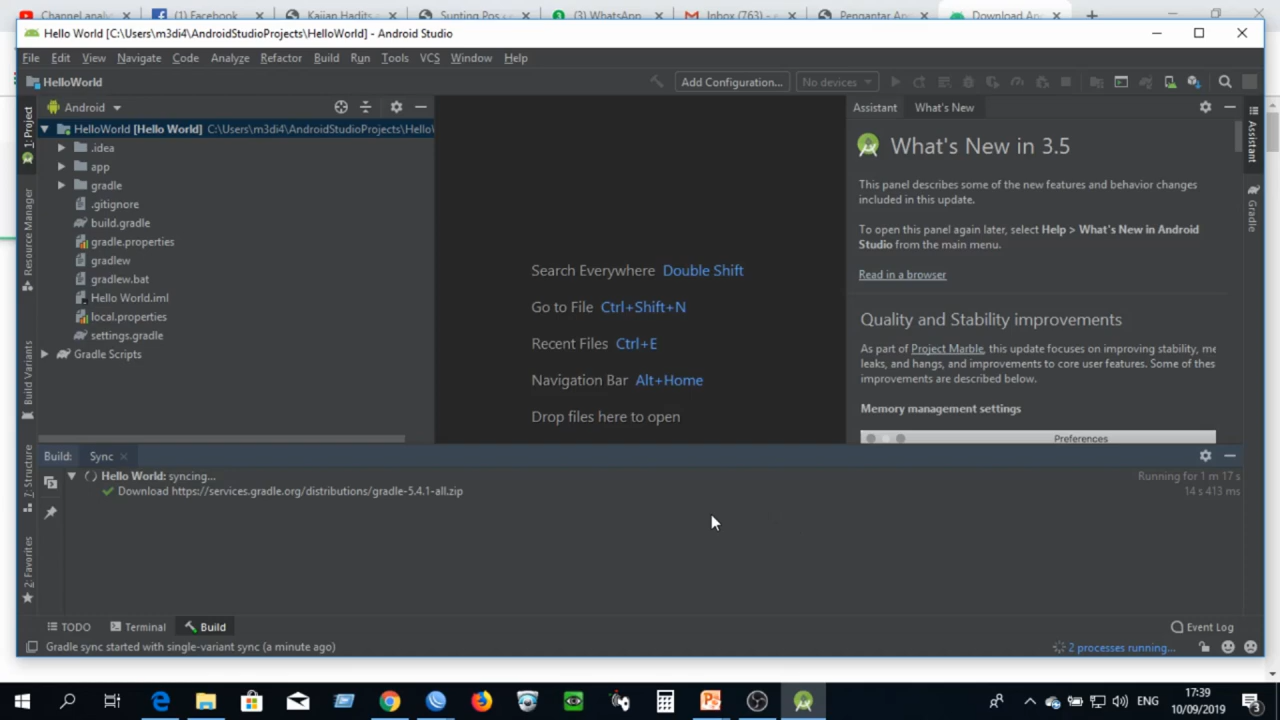 Channel analyt
(1) Facebook
Kajian Hadits
Sunting Pos
(3) WhatsApp
Inbox (763)
Pengantar A
Download An
Hello World [C:\Users\m3di4\AndroidStudioProjects\HelloWorld] - Android Studio
File Edit View Navigate Code Analyze Refactor Build Run Tools VCS Window Help
HelloWorld
Add Configuration...
No devices
1: Project
Resource Manager
Build Variants
7: Structure
2: Favorites
Android
HelloWorld [Hello World] C:\Users\m3di4\AndroidStudioProjects\Hello\
.idea
app
gradle
.gitignore
build.gradle
gradle.properties
gradlew
gradlew.bat
Hello World.iml
local.properties
settings.gradle
Gradle Scripts
Search Everywhere Double Shift
Go to File Ctrl+Shift+N
Recent Files Ctrl+E
Navigation Bar Alt+Home
Drop files here to open
Assistant What's New
What's New in 3.5
This panel describes some of the new features and behavior changes
included in this update.
To open this panel again later, select Help > What's New in Android
Studio from the main menu.
Read in a browser
Quality and Stability improvements
As part of Project Marble, this update focuses on improving stability, me
leaks, and hangs, and improvements to core user features. Some of thes
improvements are described below.
Memory management settings
Preferences
Assistant
Gradle
Build: Sync
Hello World: syncing...
Running for 1 m 17 s
Download https://services.gradle.org/distributions/gradle-5.4.1-all.zip
14 s 413 ms
TODO Terminal Build
Event Log
Gradle sync started with single-variant sync (a minute ago)
2 processes running...
ENG
17:39
10/09/2019
3